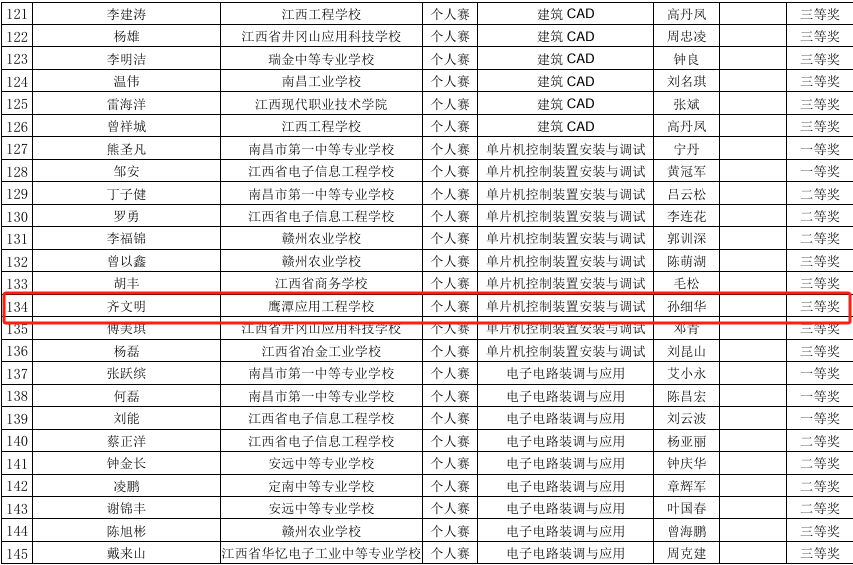 121 李建涛 江西工程学校 个人赛 建筑 CAD 高丹凤 三等奖
122 杨雄 江西省井冈山应用科技学校 个人赛 建筑 CAD 周忠凌 三等奖
123 李明洁 瑞金中等专业学校 个人赛 建筑 CAD 钟良 三等奖
124 温伟 南昌工业学校 个人赛 建筑 CAD 刘名琪 三等奖
125 雷海洋 江西现代职业技术学院 个人赛 建筑 CAD 张斌 三等奖
126 曾祥城 江西工程学校 个人赛 建筑 CAD 高丹凤 三等奖
127 熊圣凡 南昌市第一中等专业学校 个人赛 单片机控制装置安装与调试 宁丹 一等奖
128 邹安 江西省电子信息工程学校 个人赛 单片机控制装置安装与调试 黄冠军 一等奖
129 丁子健 南昌市第一中等专业学校 个人赛 单片机控制装置安装与调试 吕云松 二等奖
130 罗勇 江西省电子信息工程学校 个人赛 单片机控制装置安装与调试 李连花 二等奖
131 李福锦 赣州农业学校 个人赛 单片机控制装置安装与调试 郭训深 二等奖
132 曾以鑫 赣州农业学校 个人赛 单片机控制装置安装与调试 陈萌湖 三等奖
133 胡丰 江西省商务学校 个人赛 单片机控制装置安装与调试 毛松 三等奖
134 齐文明 鹰潭应用工程学校 个人赛 单片机控制装置安装与调试 孙细华 三等奖
135 傅美琪 江西省井冈山应用科技学校 个人赛 单片机控制装置安装与调试 邓菁 三等奖
136 杨磊 江西省冶金工业学校 个人赛 单片机控制装置安装与调试 刘昆山 三等奖
137 张跃缤 南昌市第一中等专业学校 个人赛 电子电路装调与应用 艾小永 一等奖
138 何磊 南昌市第一中等专业学校 个人赛 电子电路装调与应用 陈昌宏 一等奖
139 刘能 江西省电子信息工程学校 个人赛 电子电路装调与应用 刘云波 一等奖
140 蔡正洋 江西省电子信息工程学校 个人赛 电子电路装调与应用 杨亚丽 二等奖
141 钟金长 安远中等专业学校 个人赛 电子电路装调与应用 钟庆华 二等奖
142 凌鹏 定南中等专业学校 个人赛 电子电路装调与应用 章辉军 二等奖
143 谢锦丰 安远中等专业学校 个人赛 电子电路装调与应用 叶国春 二等奖
144 陈旭彬 赣州农业学校 个人赛 电子电路装调与应用 曾海鹏 三等奖
145 戴来山 江西省华忆电子工业中等专业学校 个人赛 电子电路装调与应用 周克建 三等奖